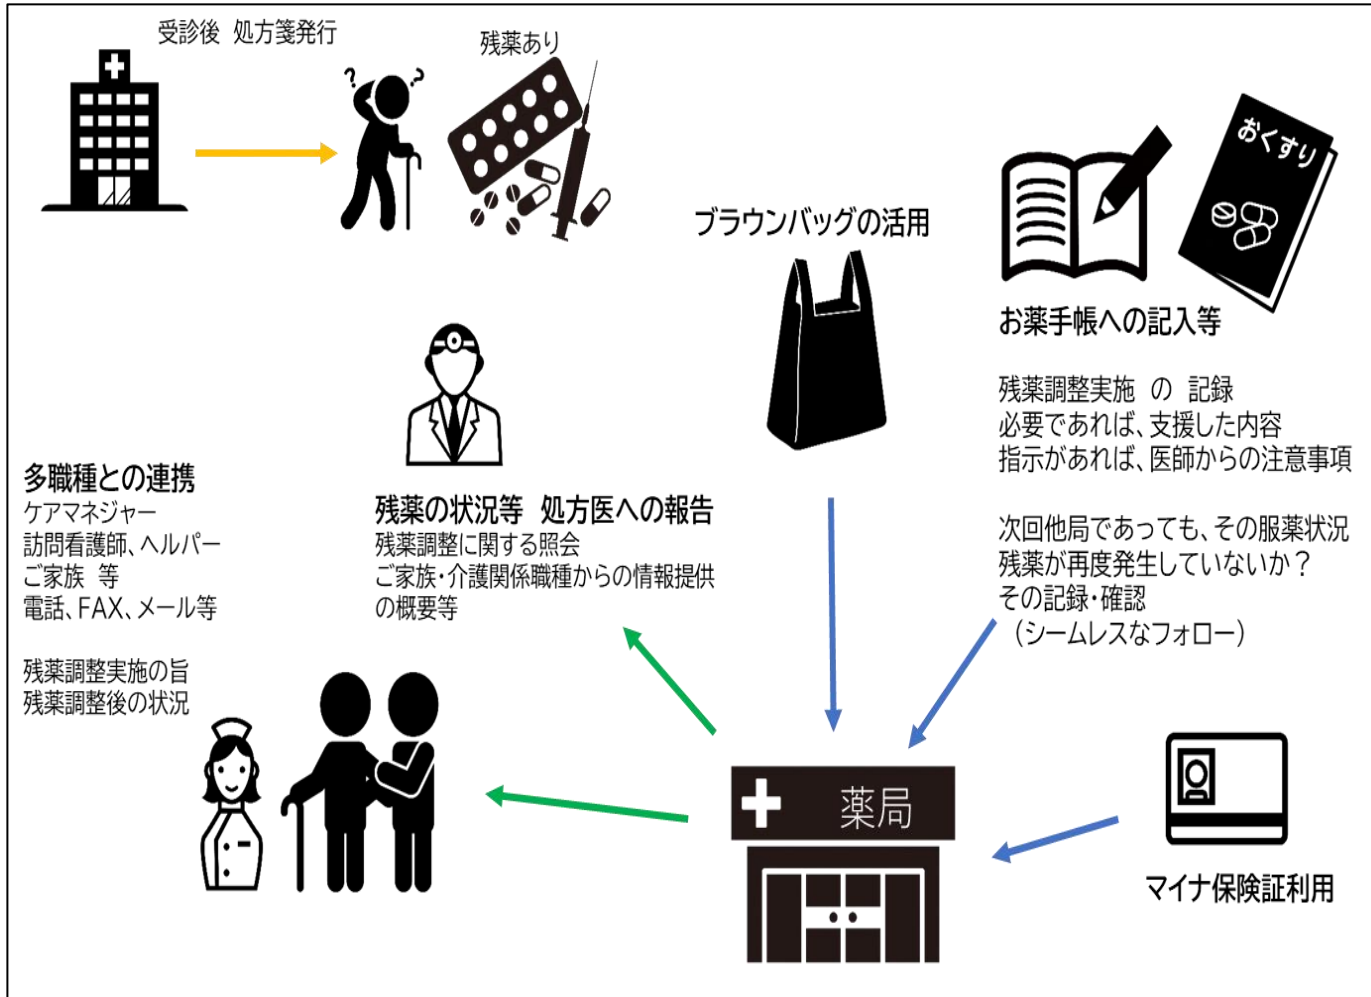 受診後 処方箋発行
残薬あり
おくすり
ブラウンバッグの活用
お薬手帳への記入等
残薬調整実施 の 記録
必要であれば、支援した内容
指示があれば、医師からの注意事項
次回他局であっても、その服薬状況
残薬が再度発生していないか？
その記録・確認
（シームレスなフォロー）
多職種との連携
ケアマネジャー
訪問看護師、ヘルパー
ご家族 等
電話、FAX、メール等
残薬調整実施の旨
残薬調整後の状況
残薬の状況等 処方医への報告
残薬調整に関する照会
ご家族・介護関係職種からの情報提供
の概要等
薬局
マイナ保険証利用